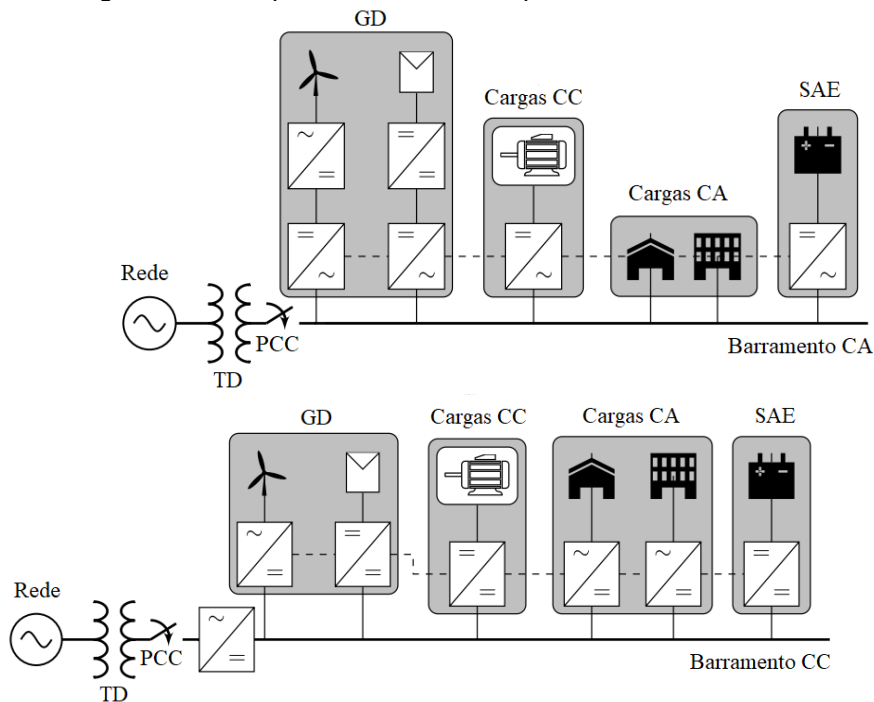 GD
Cargas CC
SAE
Cargas CA
Rede
PCC
TD
Barramento CA
GD
Cargas CC
Cargas CA
SAE
Rede
PCC
TD
Barramento CC